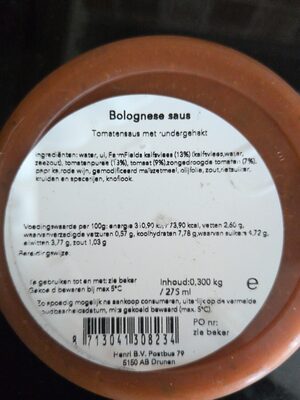 Bolognese saus
Tomatensaus met rundergehakt
Ingrediënten: water, ui, FarmFields kalfsvlees (13%) (kalfsvlees,water,
zeezout), tomatenpuree (13%), tomaat (9%),zongedroogde tomaten (7%),
paprika,rode wijn, gemodificeerd maïszetmeel, olijfolie, zout,rietsuiker,
kruiden en specerijen, knoflook.
Voedingswaarde per 100g: energie 310,90 kJ/73,90 kcal, vetten 2,60 g,
waarvan verzadigde vetzuren 0,57 g, koolhydraten 7,78 g,waarvan suikers 4,72 g,
eiwitten 3,77 g, zout 1,03 g
Bereidingswijze:
Te gebruiken tot en met: zie beker
Gekoeld bewaren bij max 5°C
Inhoud:0,300 kg
/ 275 ml
e
Zo spoedig mogelijk na aankoop consumeren, uiterlijk op de vermelde
houdbaarheidsdatum, mits gekoeld bewaard (max. 5°C).
8713041308234
PO nr:
zie beker
Henri B.V. Postbus 79
5150 AB Drunen